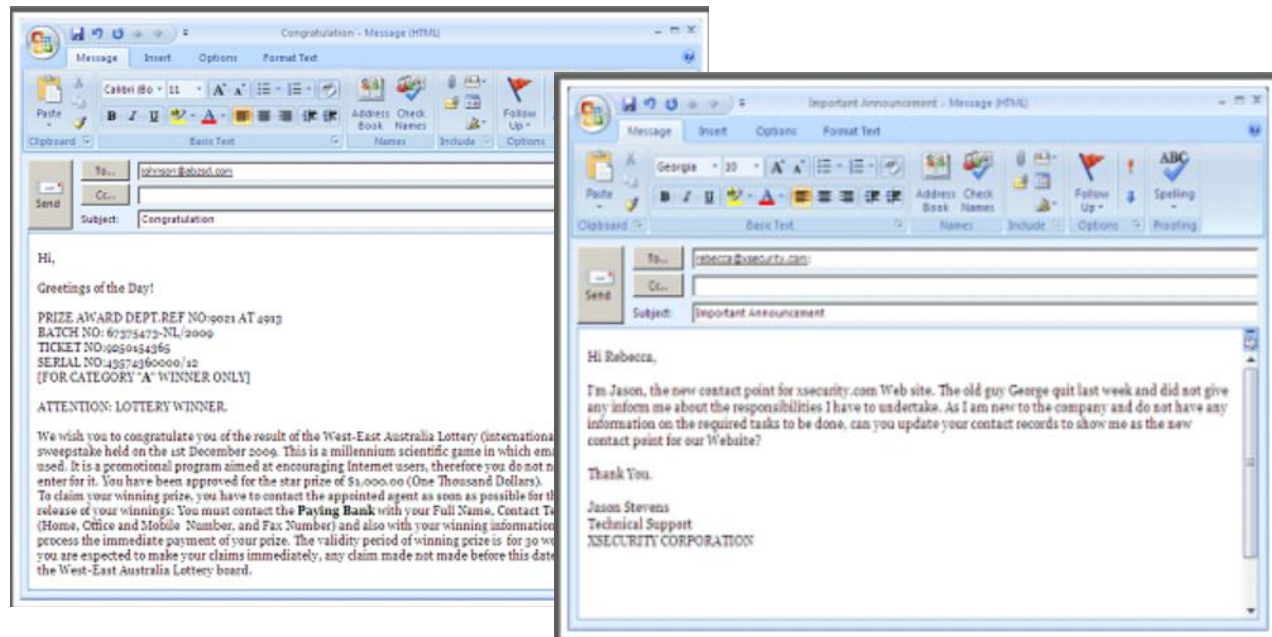 Congratulation - Message (HTML)
Message Insert Options Format Text
Paste
Calibri (Bo 11
B I U
Address Book
Check Names
Follow Up
Clipboard
Basic Text
Names
Include
Options
To...
johnson@abzsd.com
Cc...
Send
Subject: Congratulation
Hi,
Greetings of the Day!
PRIZE AWARD DEPT.REF NO:9021 AT 4913
BATCH NO: 67375473-NL/2009
TICKET NO:9250154365
SERIAL NO:43574360000/12
[FOR CATEGORY "A" WINNER ONLY]
ATTENTION: LOTTERY WINNER.
We wish you to congratulate you of the result of the West-East Australia Lottery (internationa
sweepstake held on the 1st December 2009. This is a millennium scientific game in which ema
used. It is a promotional program aimed at encouraging Internet users, therefore you do not n
enter for it. You have been approved for the star prize of $1,000.00 (One Thousand Dollars).
To claim your winning prize, you have to contact the appointed agent as soon as possible for th
release of your winnings: You must contact the Paying Bank with your Full Name, Contact Te
(Home, Office and Mobile Number, and Fax Number) and also with your winning information
process the immediate payment of your prize. The validity period of winning prize is for 30 wo
you are expected to make your claims immediately, any claim made not made before this date
the West-East Australia Lottery board.
Important Announcement - Message (HTML)
Message Insert Options Format Text
Paste
Georgia 10
B I U
Address Book
Check Names
Follow Up
ABC
Spelling
Clipboard
Basic Text
Names
Include
Options
Proofing
To...
rebecca@xsecurity.com;
Cc...
Send
Subject: Important Announcement
Hi Rebecca,
I'm Jason, the new contact point for xsecurity.com Web site. The old guy George quit last week and did not give
any inform me about the responsibilities I have to undertake. As I am new to the company and do not have any
information on the required tasks to be done, can you update your contact records to show me as the new
contact point for our Website?
Thank You.
Jason Stevens
Technical Support
XSECURITY CORPORATION